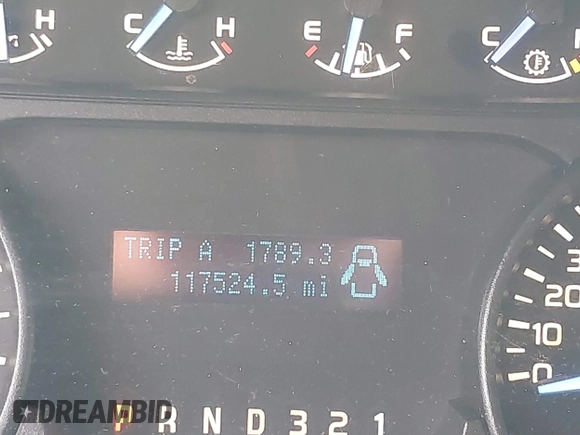 H
C H
E F
C
TRIP A 1789.3
117524.5 mi
20
10
0
DREAMBID
P R N D 3 2 1